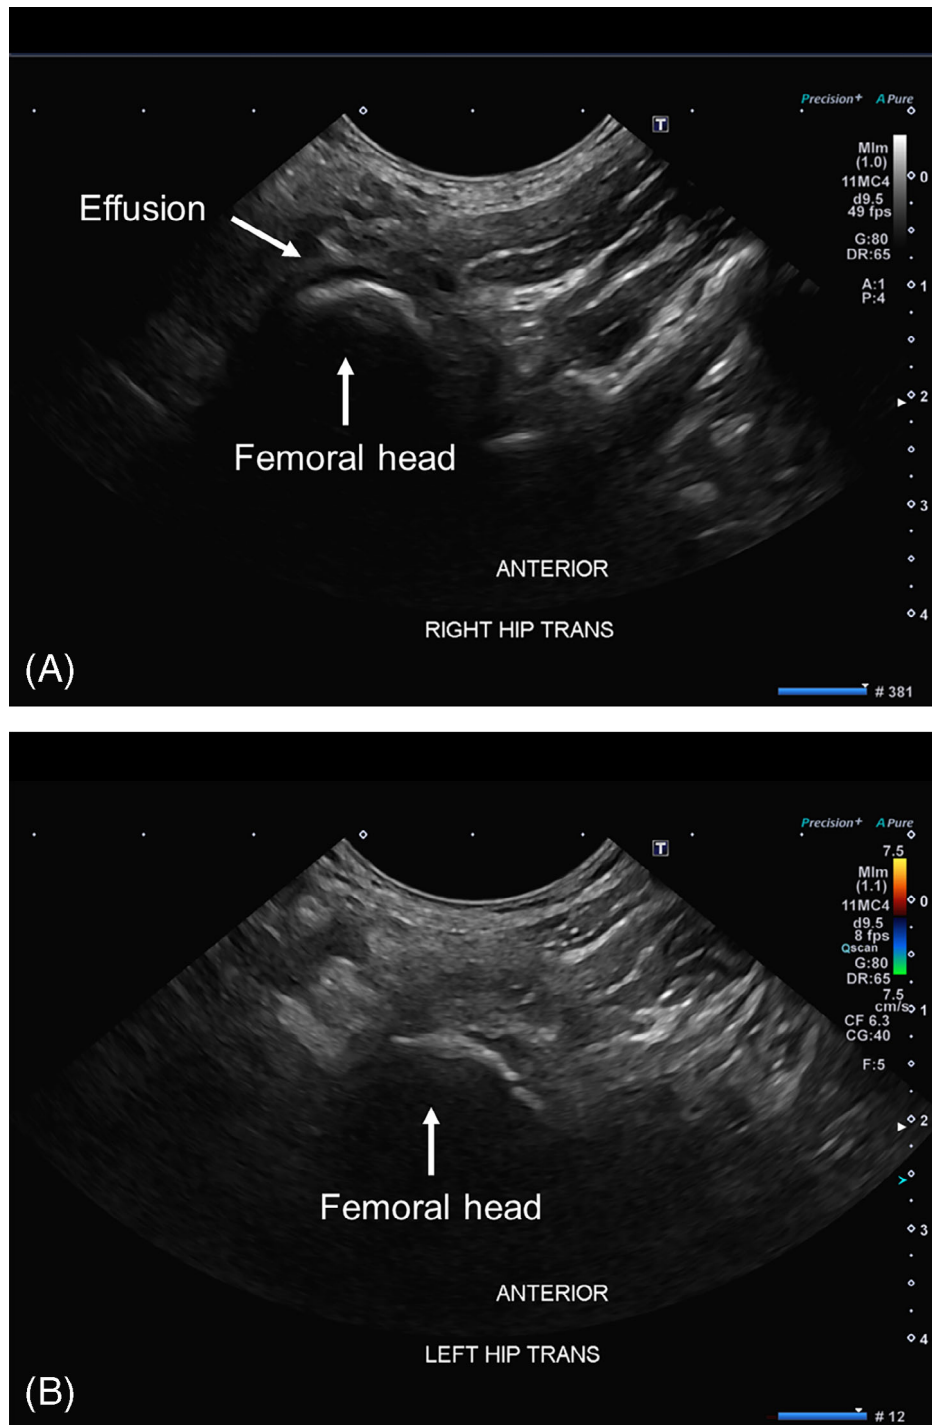 Precision+ APure
T
MIm
(1.0)
11MC4
d9.5
49 fps
G:80
DR:65
A:1
P:4
0
1
2
3
4
Effusion
Femoral head
ANTERIOR
RIGHT HIP TRANS
(A)
# 381
Precision+ APure
T
7.5
MIm
(1.1)
11MC4
d9.5
8 fps
Qscan
G:80
DR:65
7.5
cm/s
CF 6.3
CG:40
F:5
0
1
2
3
4
Femoral head
ANTERIOR
LEFT HIP TRANS
(B)
# 12